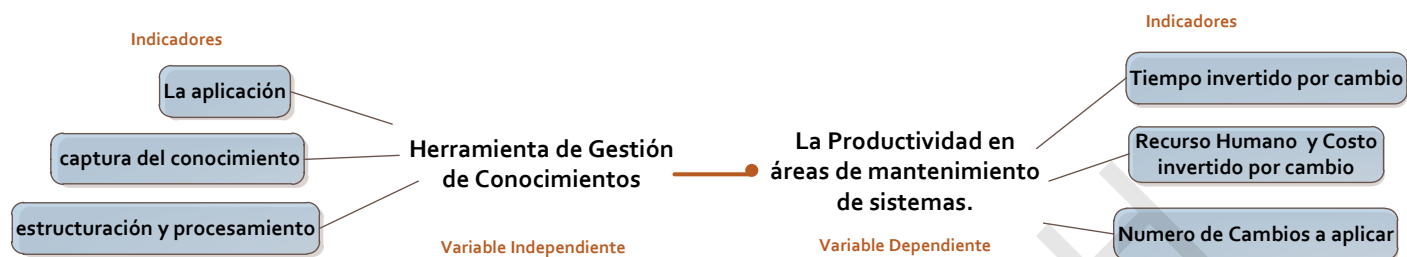 Indicadores
La aplicación
captura del conocimiento
estructuración y procesamiento
Herramienta de Gestión
de Conocimientos
Variable Independiente
La Productividad en
áreas de mantenimiento
de sistemas.
Variable Dependiente
Indicadores
Tiempo invertido por cambio
Recurso Humano y Costo
invertido por cambio
Numero de Cambios a aplicar